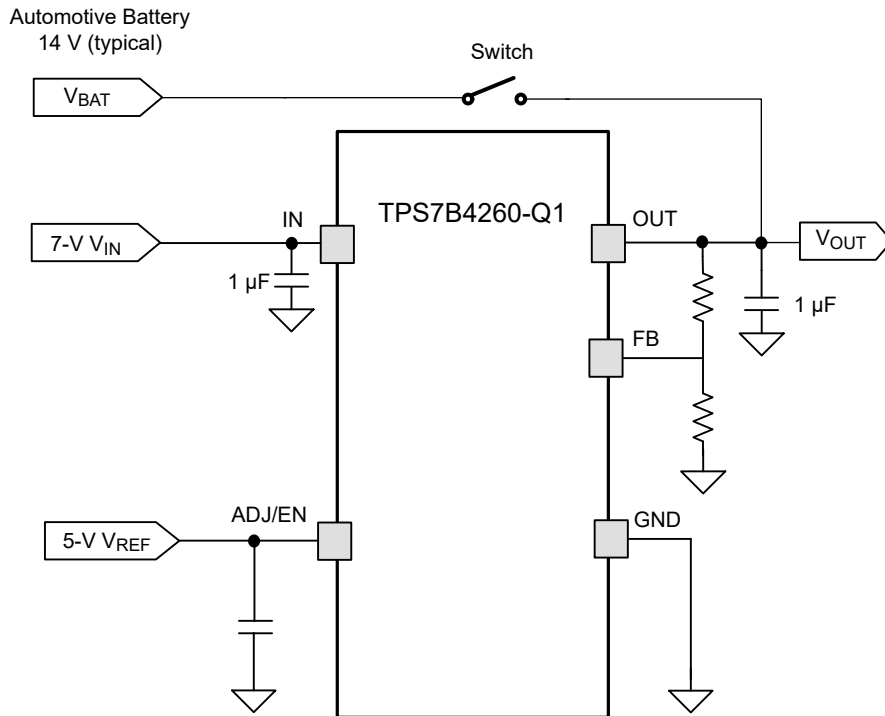 Automotive Battery
14 V (typical)
Switch
VBAT
TPS7B4260-Q1
IN
OUT
7-V VIN
VOUT
1 µF
1 µF
FB
ADJ/EN
GND
5-V VREF